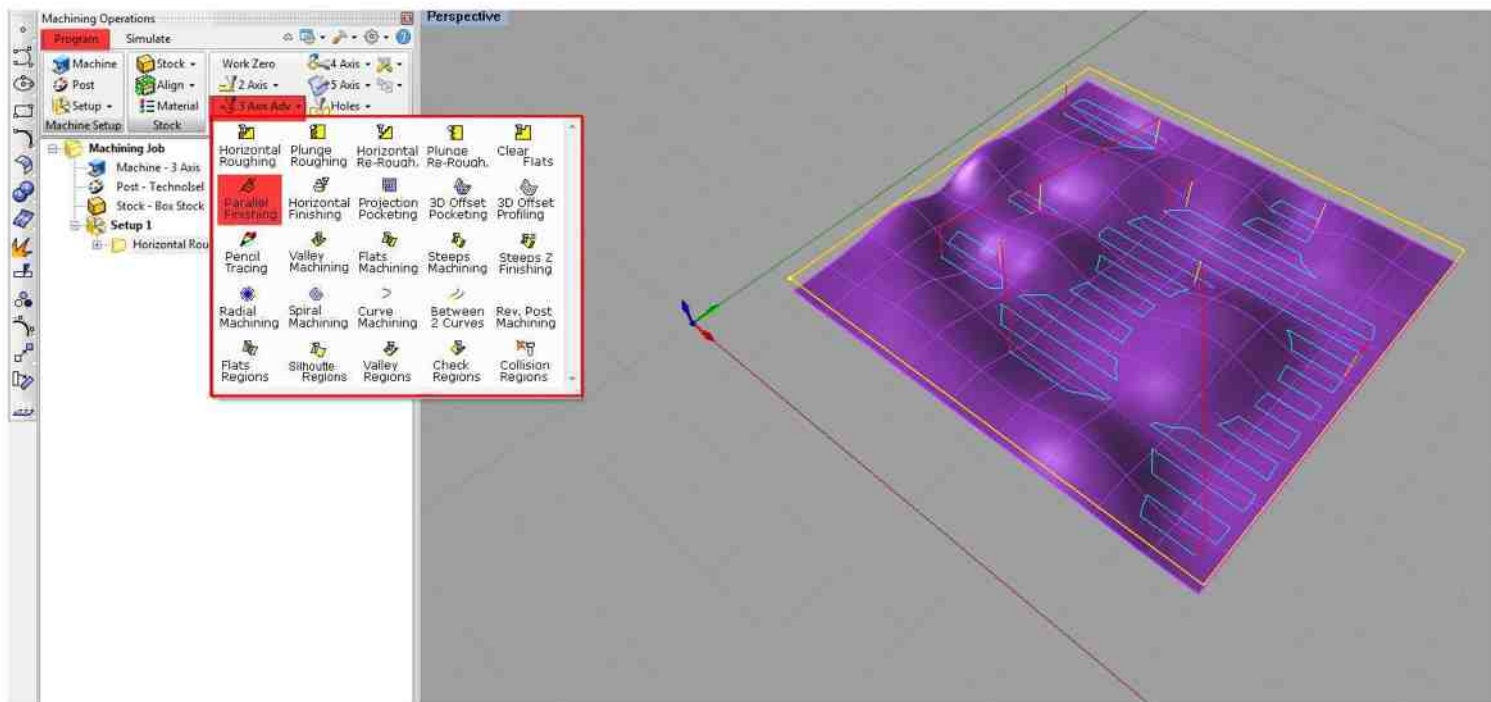 Machining Operations
Perspective
Program Simulate
Machine Stock Work Zero 4 Axis
Post Align 2 Axis 5 Axis
Setup Material 3 Axis Adv Holes
Machine Setup Stock
Machining Job
Machine - 3 Axis
Post - Technolsel
Stock - Box Stock
Setup 1
Horizontal Rou
Horizontal Roughing
Plunge Roughing
Horizontal Re-Rough.
Plunge Re-Rough.
Clear Flats
Parallel Finishing
Horizontal Finishing
Projection Pocketing
3D Offset Pocketing
3D Offset Profiling
Pencil Tracing
Valley Machining
Flats Machining
Steeps Machining
Steeps Z Finishing
Radial Machining
Spiral Machining
Curve Machining
Between 2 Curves
Rev. Post Machining
Flats Regions
Silhoutte Regions
Valley Regions
Check Regions
Collision Regions